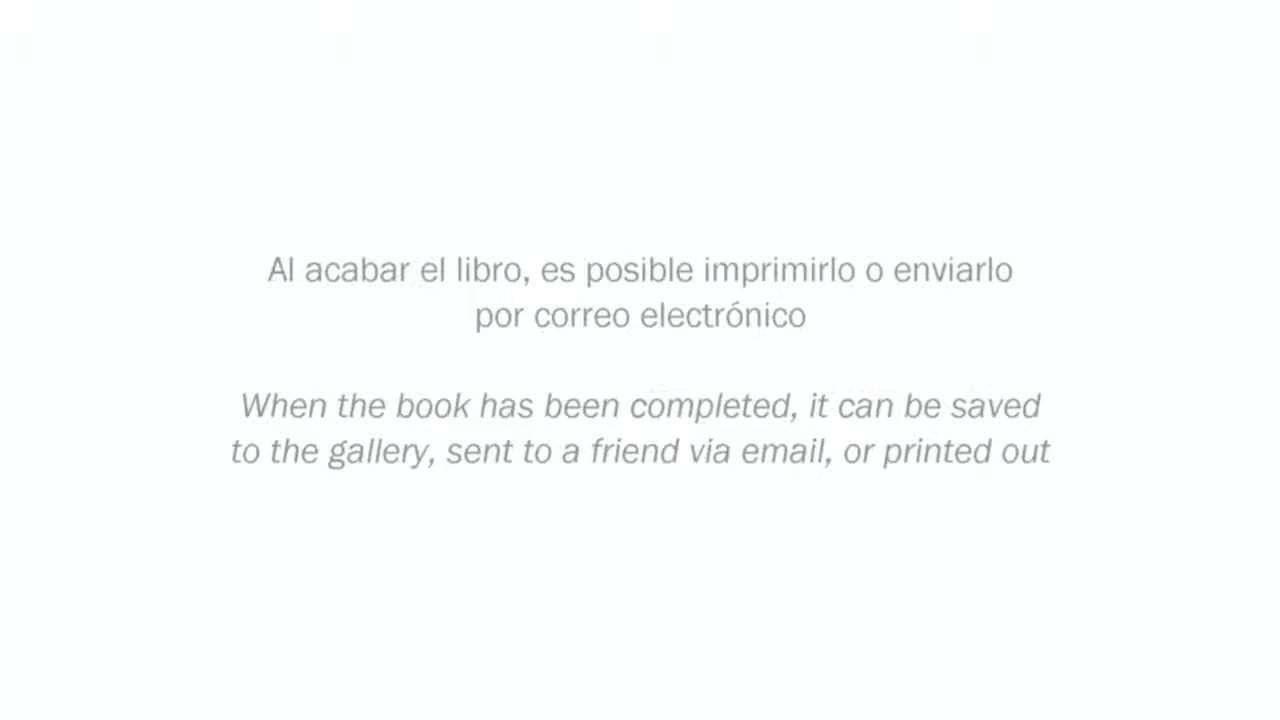 Al acabar el libro, es posible imprimirlo o enviarlo
por correo electrónico
When the book has been completed, it can be saved
to the gallery, sent to a friend via email, or printed out